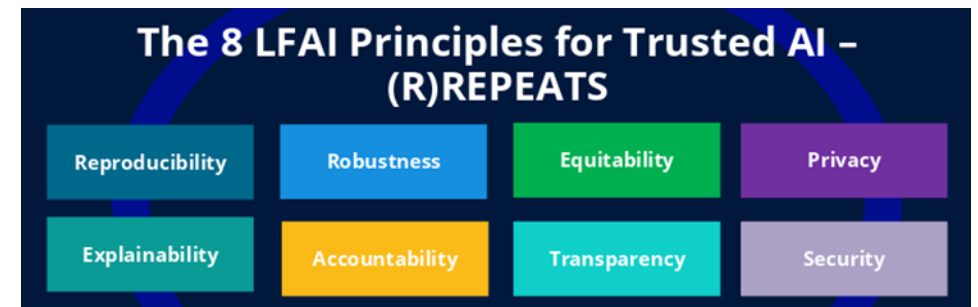 The 8 LFAI Principles for Trusted AI –
(R)REPEATS
Reproducibility
Robustness
Equitability
Privacy
Explainability
Accountability
Transparency
Security